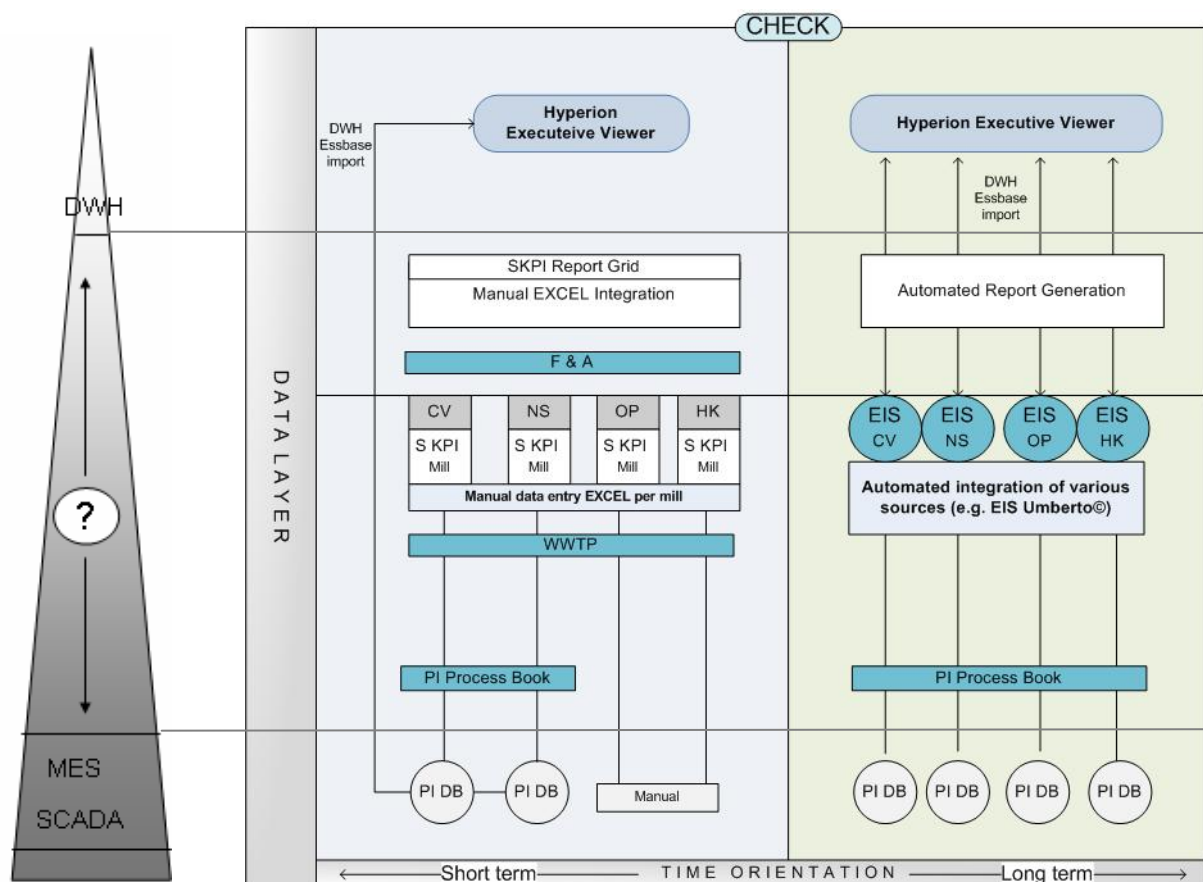 CHECK
Hyperion
Executeive Viewer
DWH
Essbase
import
Hyperion Executive Viewer
DWH
Essbase
import
DWH
SKPI Report Grid
Manual EXCEL Integration
Automated Report Generation
F & A
DATA LAYER
CV
NS
OP
HK
S KPI
Mill
S KPI
Mill
S KPI
Mill
S KPI
Mill
Manual data entry EXCEL per mill
EIS
CV
EIS
NS
EIS
OP
EIS
HK
Automated integration of various
sources (e.g. EIS Umberto©)
?
WWTP
PI Process Book
PI Process Book
MES
SCADA
PI DB
PI DB
Manual
PI DB
PI DB
PI DB
PI DB
Short term
TIME ORIENTATION
Long term